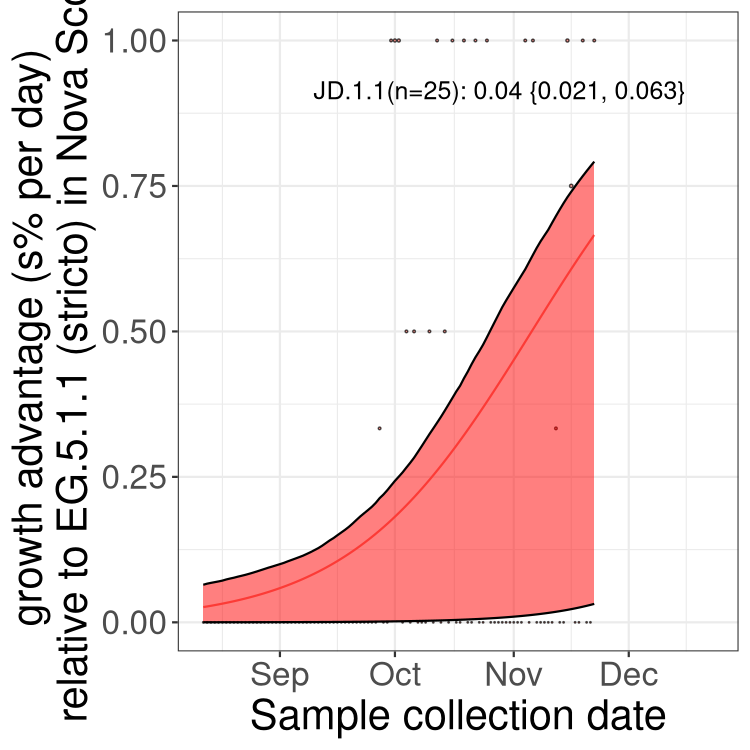 growth advantage (s% per day)
relative to EG.5.1.1 (stricto) in Nova Sco
1.00
0.75
0.50
0.25
0.00
JD.1.1(n=25): 0.04 {0.021, 0.063}
Sep Oct Nov Dec
Sample collection date